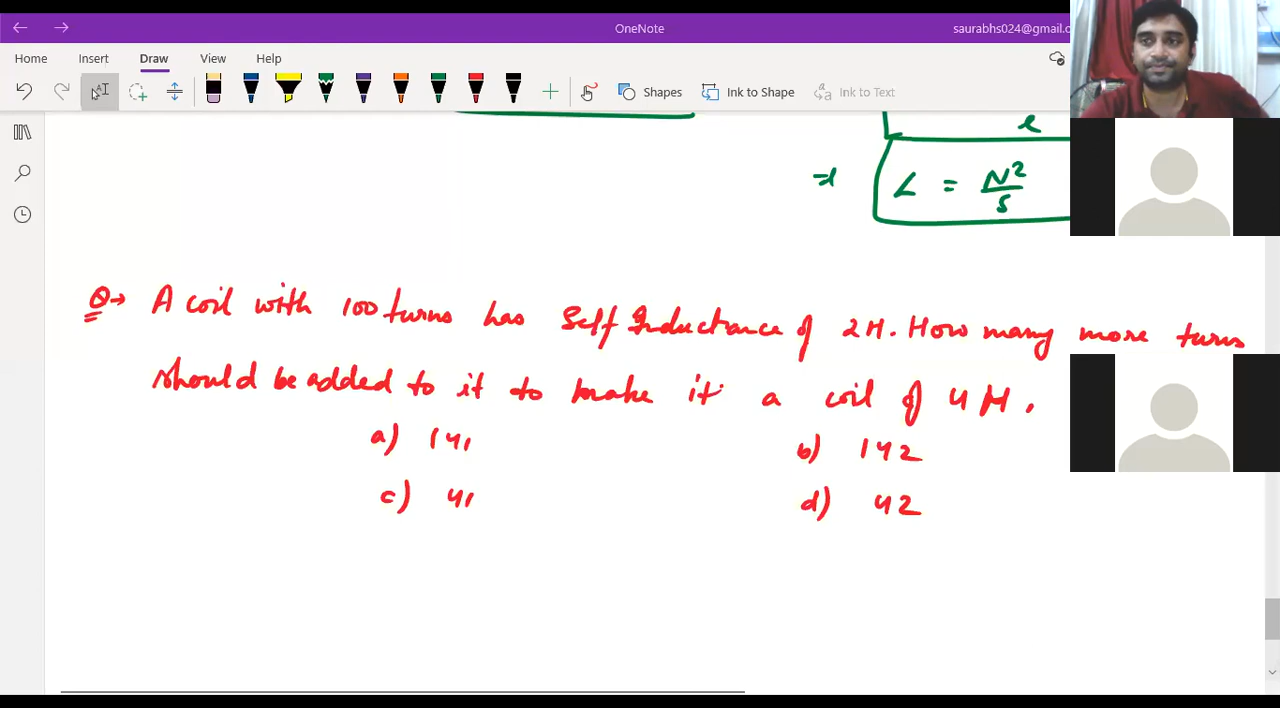 OneNote
saurabhs024@gmail.c
Home Insert Draw View Help
Shapes Ink to Shape Ink to Text
l
⇒ L = N²/S
Q→ A coil with 100 turns has Self Inductance of 2H. How many more turns
should be added to it to make it a coil of 4H.
a) 141 b) 142
c) 41 d) 42